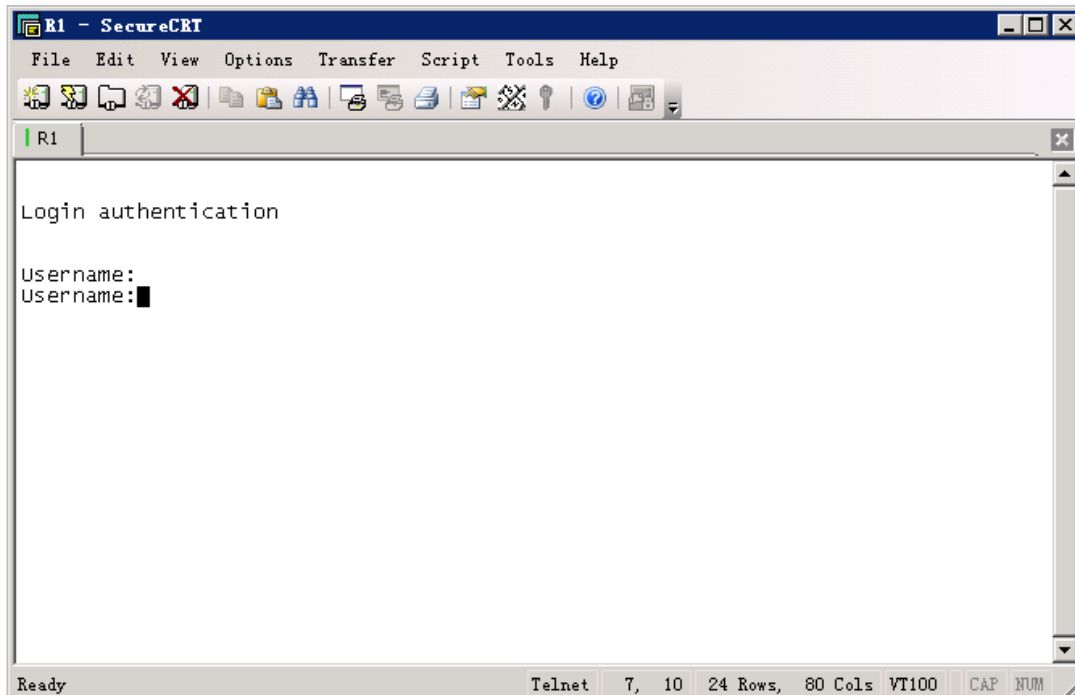 R1 - SecureCRT
File Edit View Options Transfer Script Tools Help
R1
Login authentication
Username:
Username:
Ready Telnet 7, 10 24 Rows, 80 Cols VT100 CAP NUM